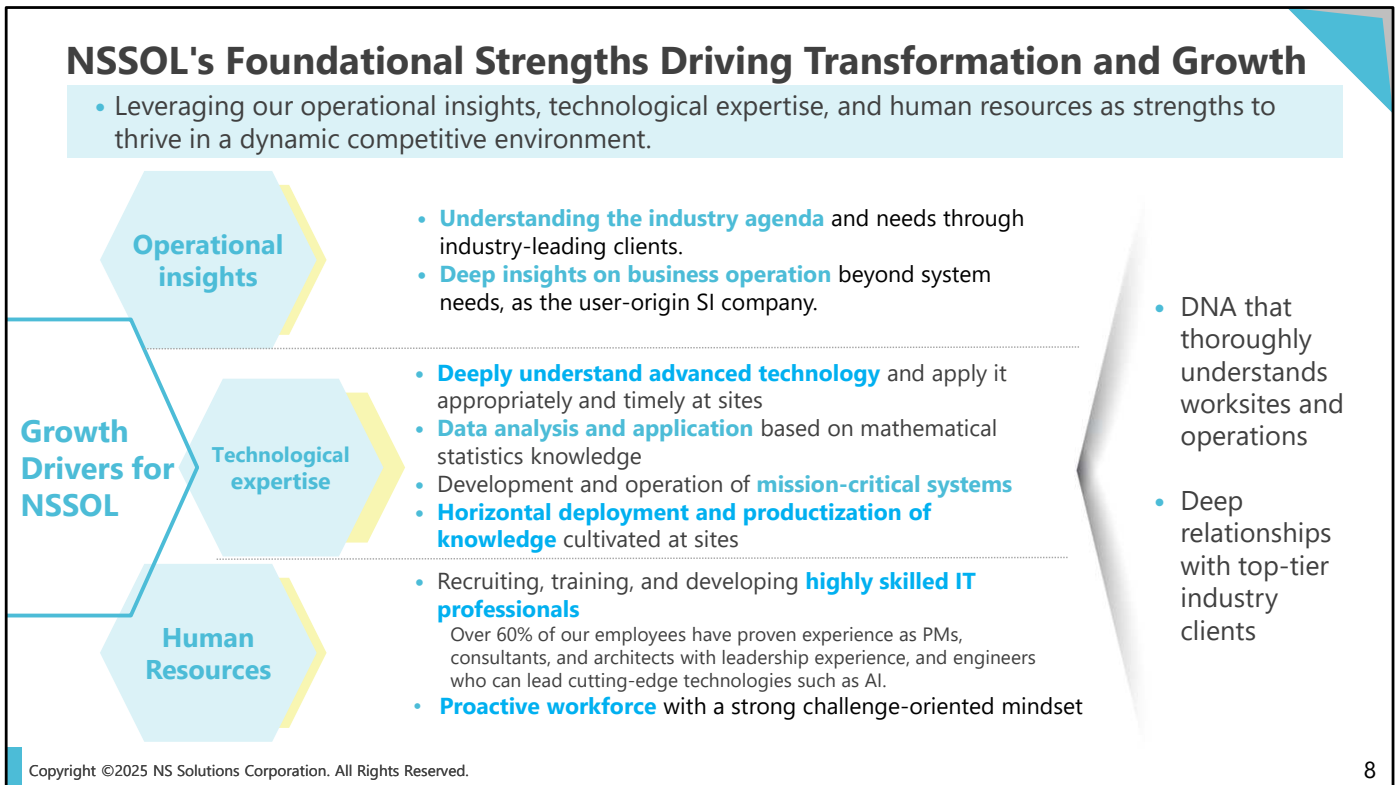 NSSOL's Foundational Strengths Driving Transformation and Growth
• Leveraging our operational insights, technological expertise, and human resources as strengths to
thrive in a dynamic competitive environment.
Growth
Drivers for
NSSOL
Operational
insights
• Understanding the industry agenda and needs through
industry-leading clients.
• Deep insights on business operation beyond system
needs, as the user-origin SI company.
Technological
expertise
• Deeply understand advanced technology and apply it
appropriately and timely at sites
• Data analysis and application based on mathematical
statistics knowledge
• Development and operation of mission-critical systems
• Horizontal deployment and productization of
knowledge cultivated at sites
Human
Resources
• Recruiting, training, and developing highly skilled IT
professionals
Over 60% of our employees have proven experience as PMs,
consultants, and architects with leadership experience, and engineers
who can lead cutting-edge technologies such as AI.
• Proactive workforce with a strong challenge-oriented mindset
• DNA that
thoroughly
understands
worksites and
operations
• Deep
relationships
with top-tier
industry
clients
Copyright ©2025 NS Solutions Corporation. All Rights Reserved.
8